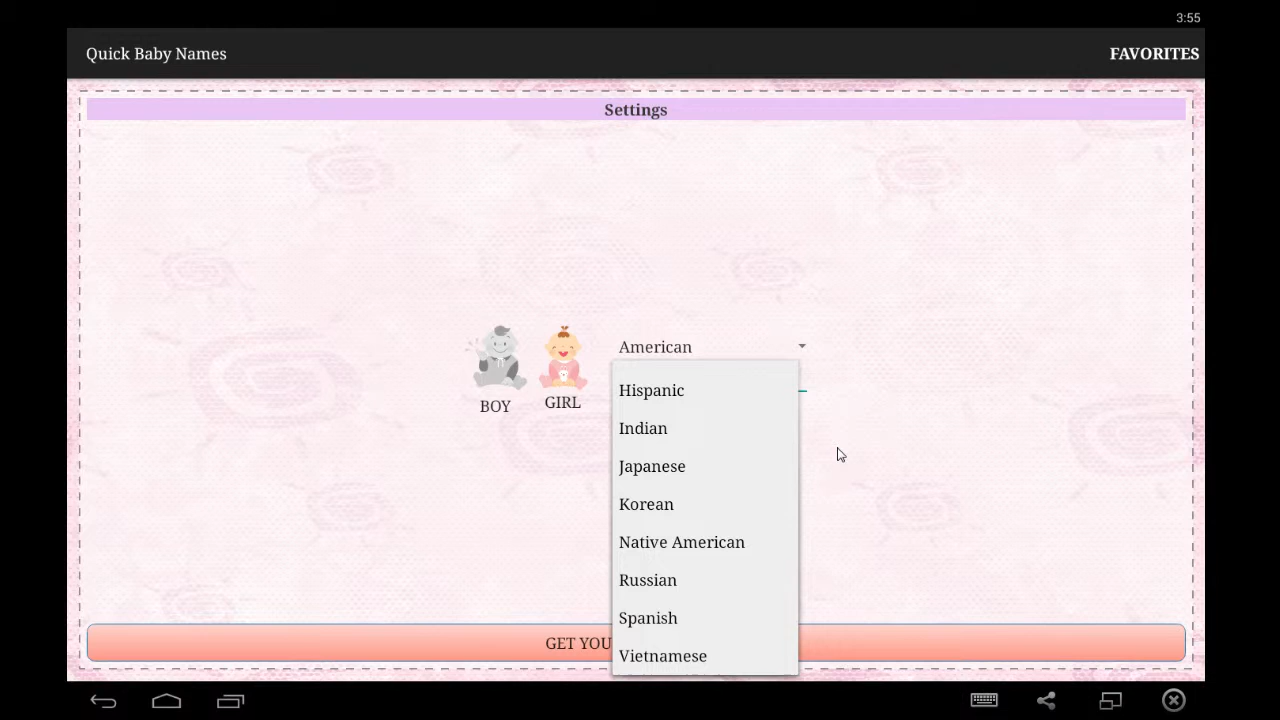 3:55
Quick Baby Names
FAVORITES
Settings
American
BOY
GIRL
Hispanic
Indian
Japanese
Korean
Native American
Russian
Spanish
Vietnamese
GET YOU